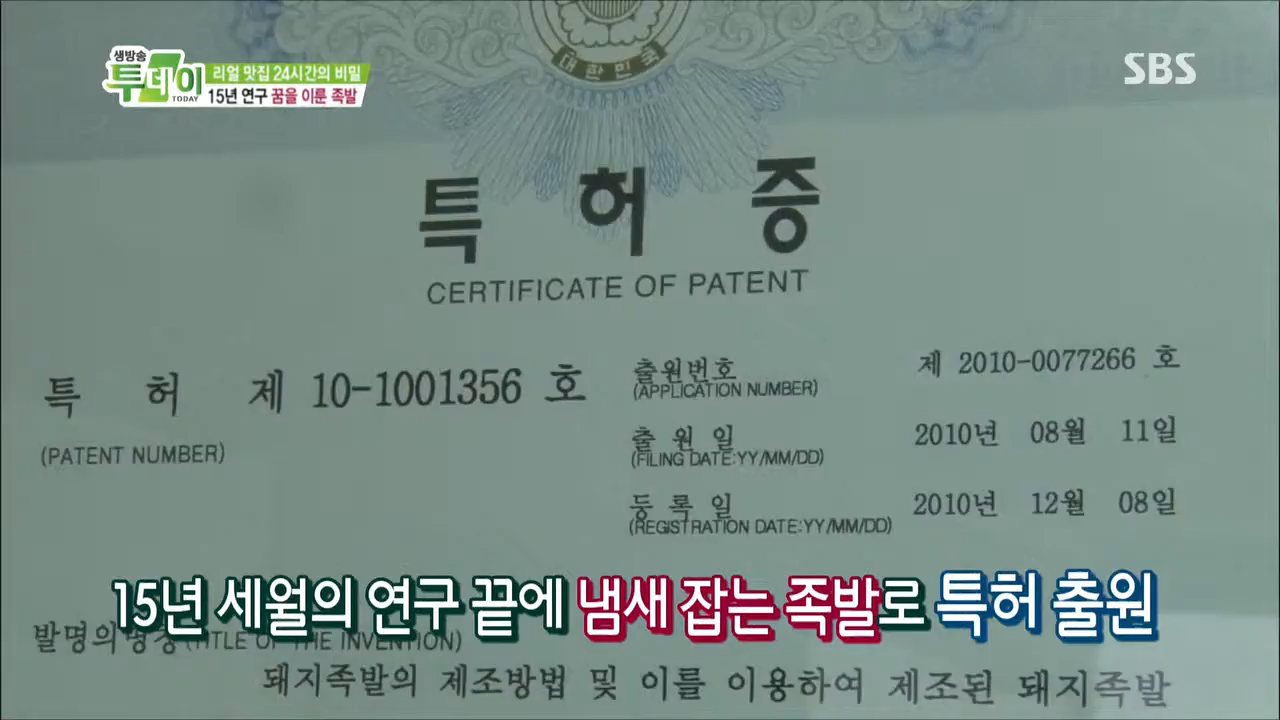 생방송
투데이
TODAY
리얼 맛집 24시간의 비밀
15년 연구 꿈을 이룬 족발
SBS
대한민국
특 허 증
CERTIFICATE OF PATENT
특 허 제 10-1001356 호
(PATENT NUMBER)
출원번호 제 2010-0077266 호
(APPLICATION NUMBER)
출 원 일 2010년 08월 11일
(FILING DATE:YY/MM/DD)
등 록 일 2010년 12월 08일
(REGISTRATION DATE:YY/MM/DD)
15년 세월의 연구 끝에 냄새 잡는 족발로 특허 출원
발명의명칭(TITLE OF THE INVENTION)
돼지족발의 제조방법 및 이를 이용하여 제조된 돼지족발